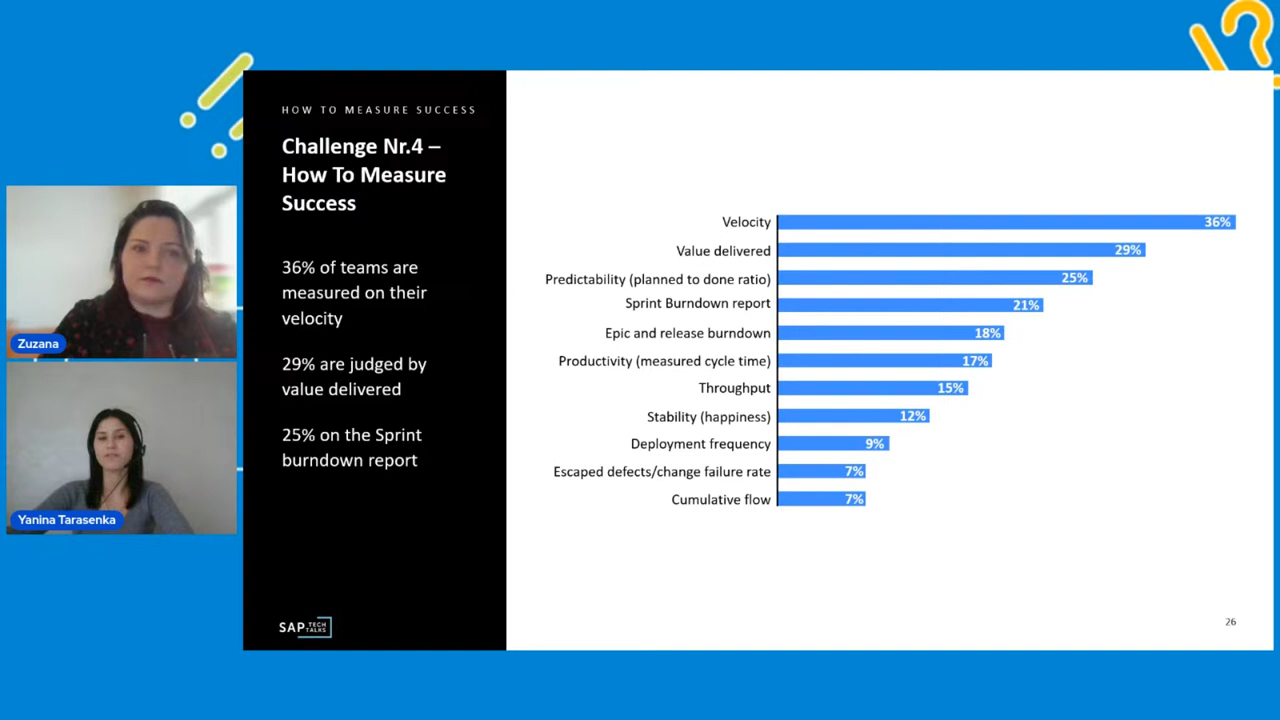 HOW TO MEASURE SUCCESS
Challenge Nr.4 –
How To Measure
Success
36% of teams are
measured on their
velocity
29% are judged by
value delivered
25% on the Sprint
burndown report
SAP TECH TALKS
Velocity 36%
Value delivered 29%
Predictability (planned to done ratio) 25%
Sprint Burndown report 21%
Epic and release burndown 18%
Productivity (measured cycle time) 17%
Throughput 15%
Stability (happiness) 12%
Deployment frequency 9%
Escaped defects/change failure rate 7%
Cumulative flow 7%
26
Zuzana
Yanina Tarasenka